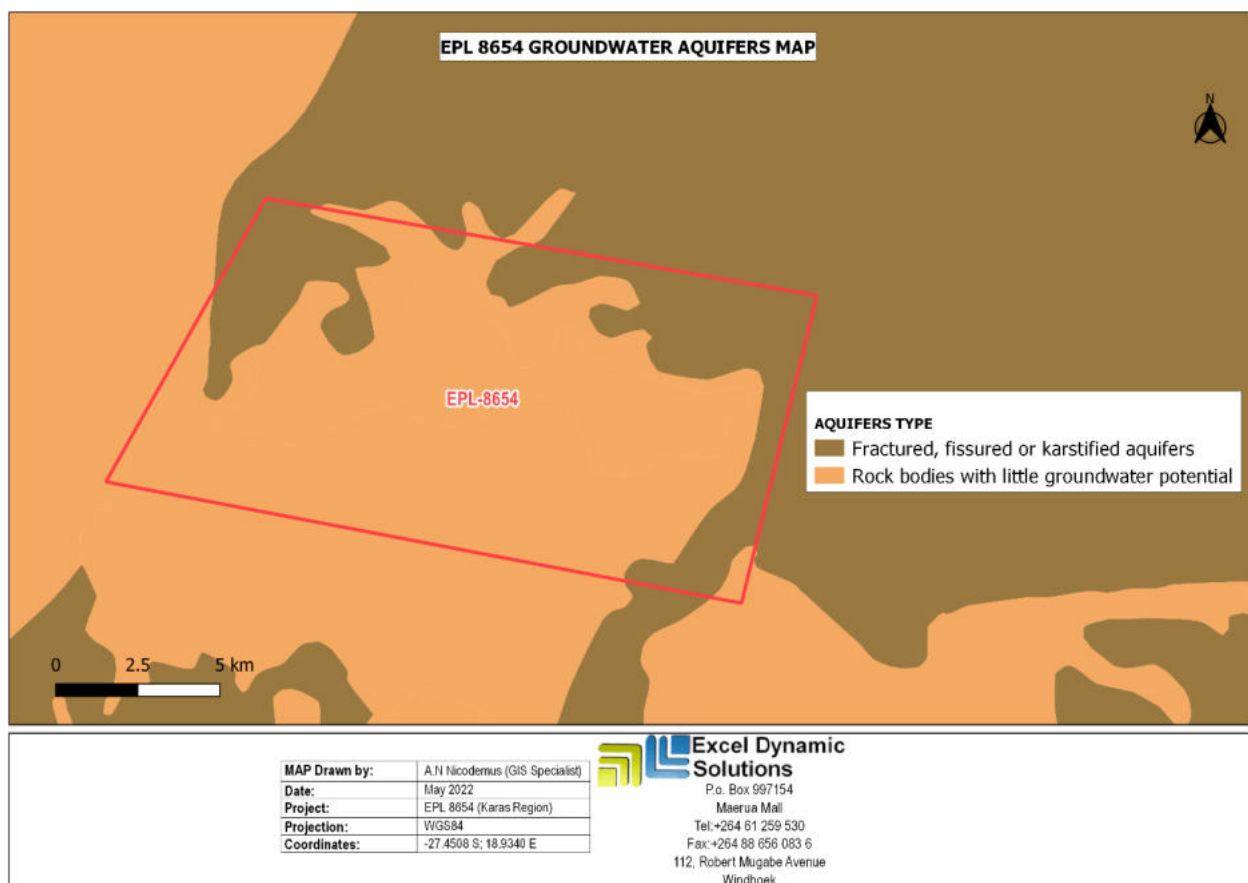 EPL 8654 GROUNDWATER AQUIFERS MAP
N
EPL-8654
AQUIFERS TYPE
Fractured, fissured or karstified aquifers
Rock bodies with little groundwater potential
0 2.5 5 km
MAP Drawn by: A.N Nicodemus (GIS Specialist)
Date: May 2022
Project: EPL 8654 (Karas Region)
Projection: WGS84
Coordinates: -27.4508 S; 18.9340 E
Excel Dynamic
Solutions
P.o. Box 997154
Maerua Mall
Tel:+264 61 259 530
Fax:+264 88 656 083 6
112, Robert Mugabe Avenue
Windhoek